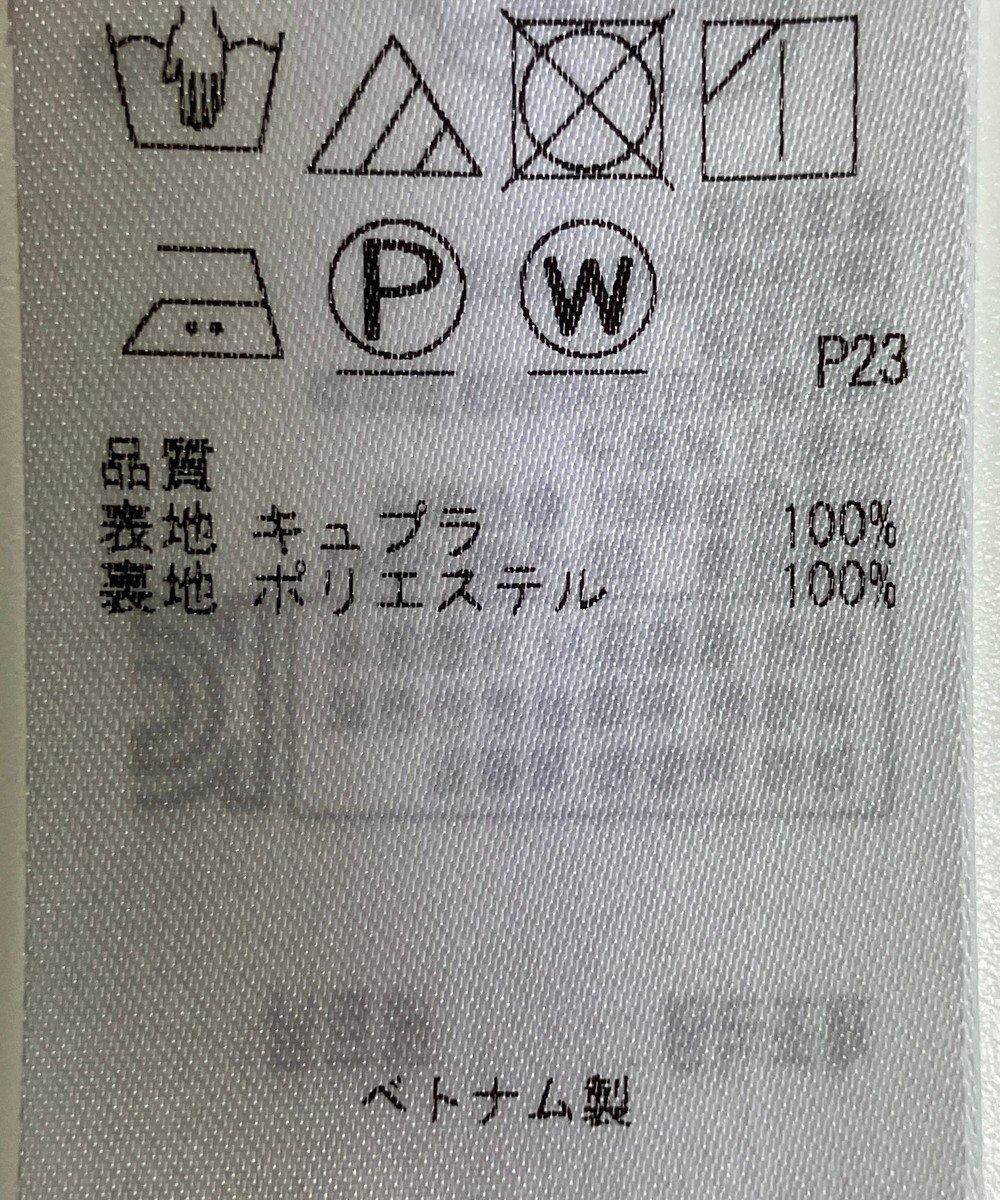 P W
P23
品質
表地 キュプラ 100%
裏地 ポリエステル 100%
ベトナム製